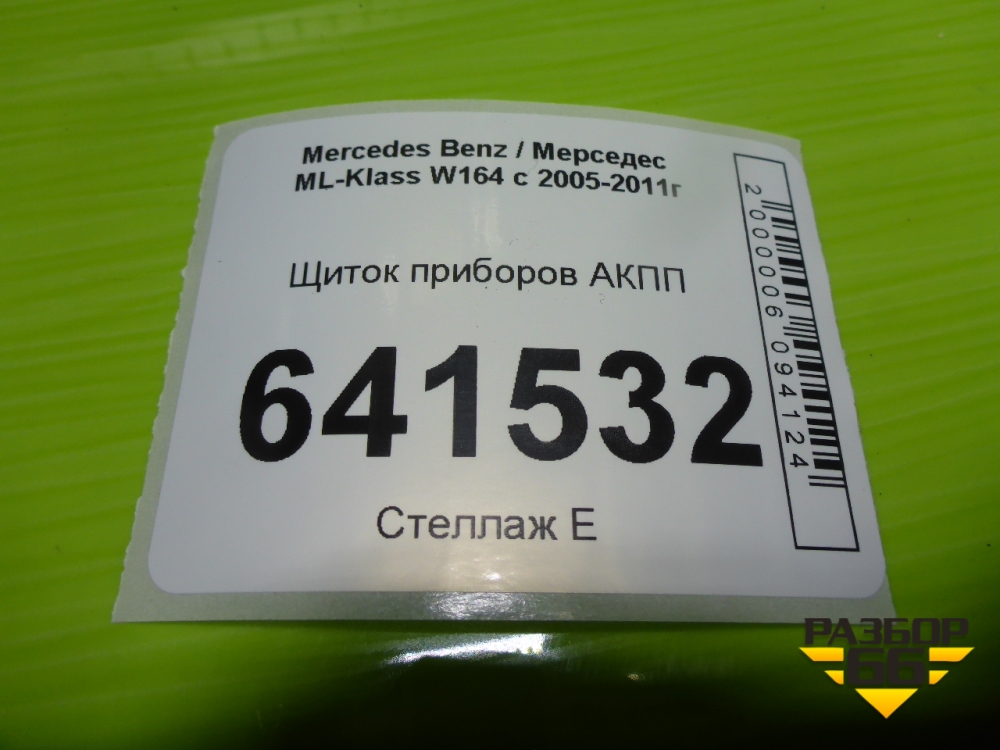 Mercedes Benz / Мерседес
ML-Klass W164 с 2005-2011г
Щиток приборов АКПП
641532
Стеллаж Е
2000006094124
РАЗБОР
66